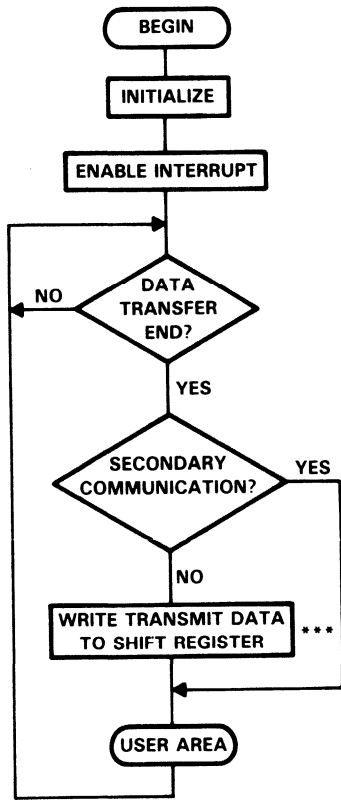 BEGIN
INITIALIZE
ENABLE INTERRUPT
DATA
TRANSFER
END?
NO
YES
SECONDARY
COMMUNICATION?
YES
NO
WRITE TRANSMIT DATA
TO SHIFT REGISTER
***
USER AREA